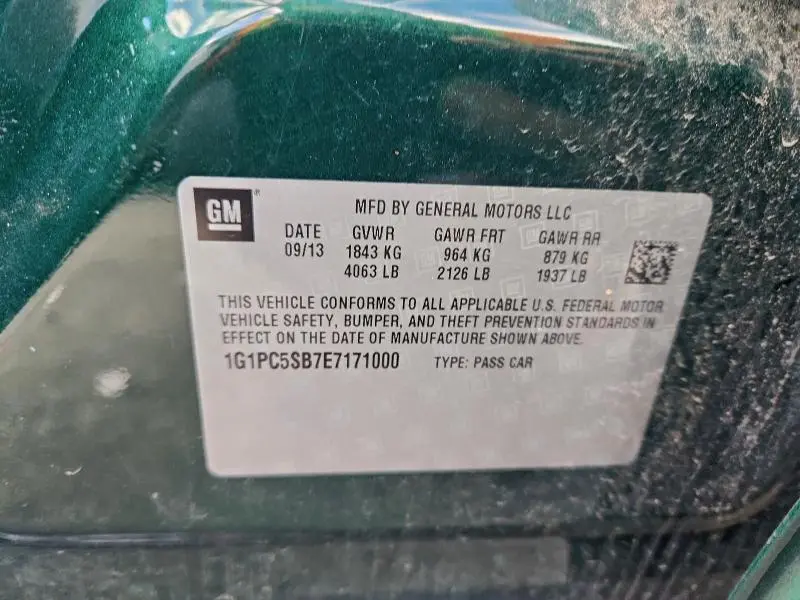 GM®
MFD BY GENERAL MOTORS LLC
DATE GVWR GAWR FRT GAWR RR
09/13 1843 KG 964 KG 879 KG
4063 LB 2126 LB 1937 LB
THIS VEHICLE CONFORMS TO ALL APPLICABLE U.S. FEDERAL MOTOR
VEHICLE SAFETY, BUMPER, AND THEFT PREVENTION STANDARDS IN
EFFECT ON THE DATE OF MANUFACTURE SHOWN ABOVE.
1G1PC5SB7E7171000 TYPE: PASS CAR